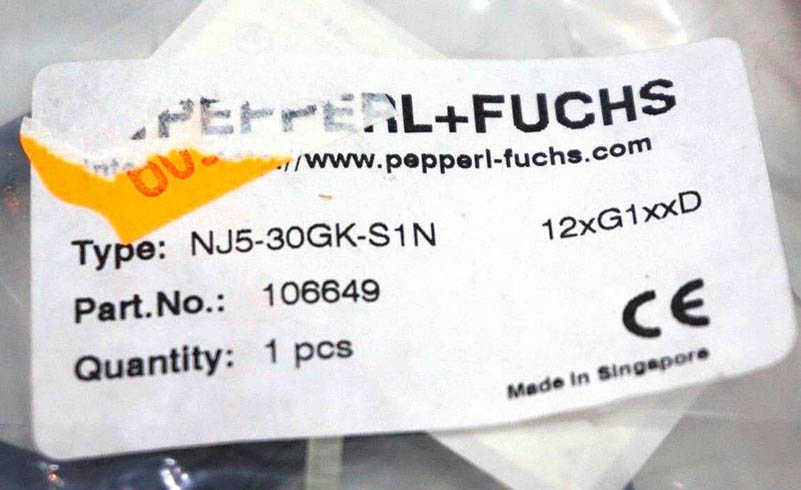 PEPPERL+FUCHS
//www.pepperl-fuchs.com
Type: NJ5-30GK-S1N 12xG1xxD
Part.No.: 106649
Quantity: 1 pcs
CE
Made in Singapore